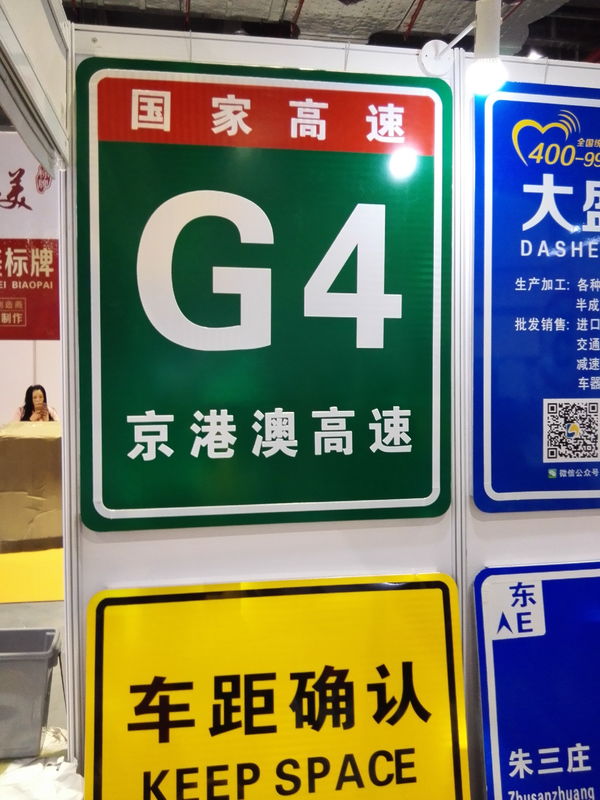 国家高速
G4
京港澳高速
车距确认
KEEP SPACE
400-99
大盛
DASHE
生产加工: 各种
半成
批发销售: 进口
交通
减速
车器
微信公众号
东
E
朱三庄
Zhusanzhuang
美
标牌
EI BIAOPAI
制作